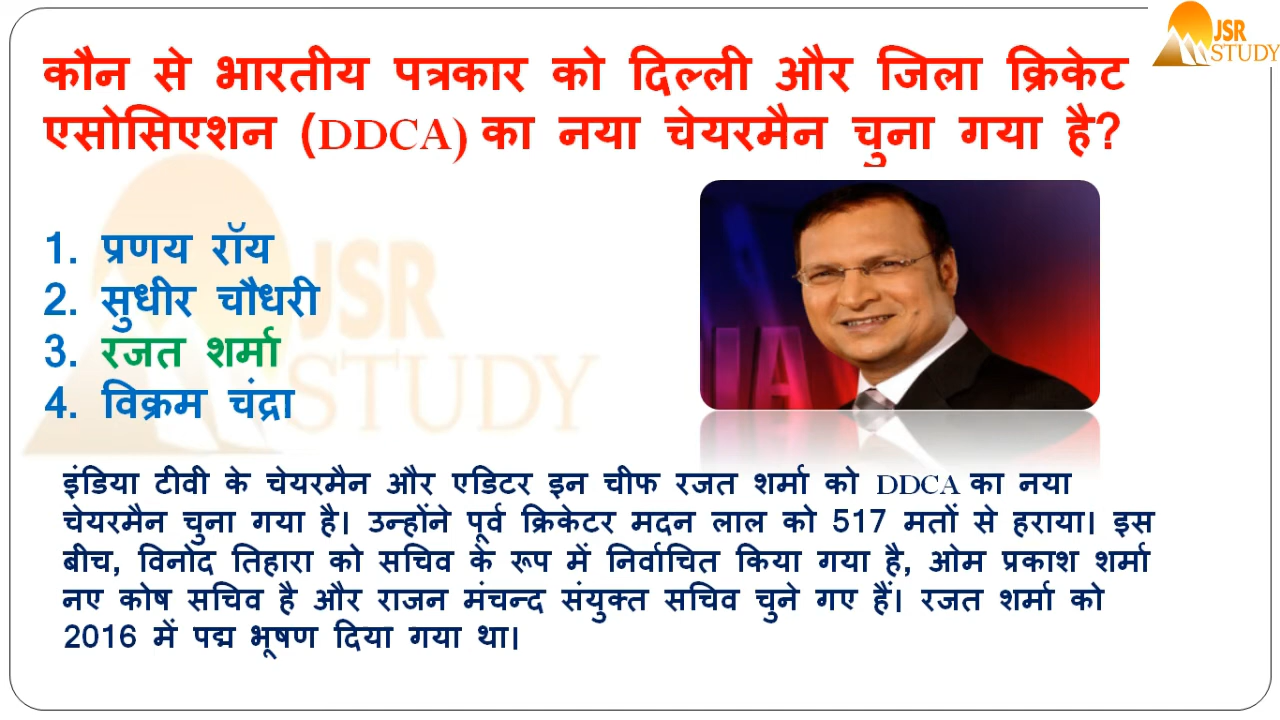 JSR
STUDY
कौन से भारतीय पत्रकार को दिल्ली और जिला क्रिकेट
एसोसिएशन (DDCA) का नया चेयरमैन चुना गया है?
1. प्रणय रॉय
2. सुधीर चौधरी
3. रजत शर्मा
4. विक्रम चंद्रा
JSR
STUDY
IA
इंडिया टीवी के चेयरमैन और एडिटर इन चीफ रजत शर्मा को DDCA का नया
चेयरमैन चुना गया है। उन्होंने पूर्व क्रिकेटर मदन लाल को 517 मतों से हराया। इस
बीच, विनोद तिहारा को सचिव के रूप में निर्वाचित किया गया है, ओम प्रकाश शर्मा
नए कोष सचिव है और राजन मंचन्द संयुक्त सचिव चुने गए हैं। रजत शर्मा को
2016 में पद्म भूषण दिया गया था।